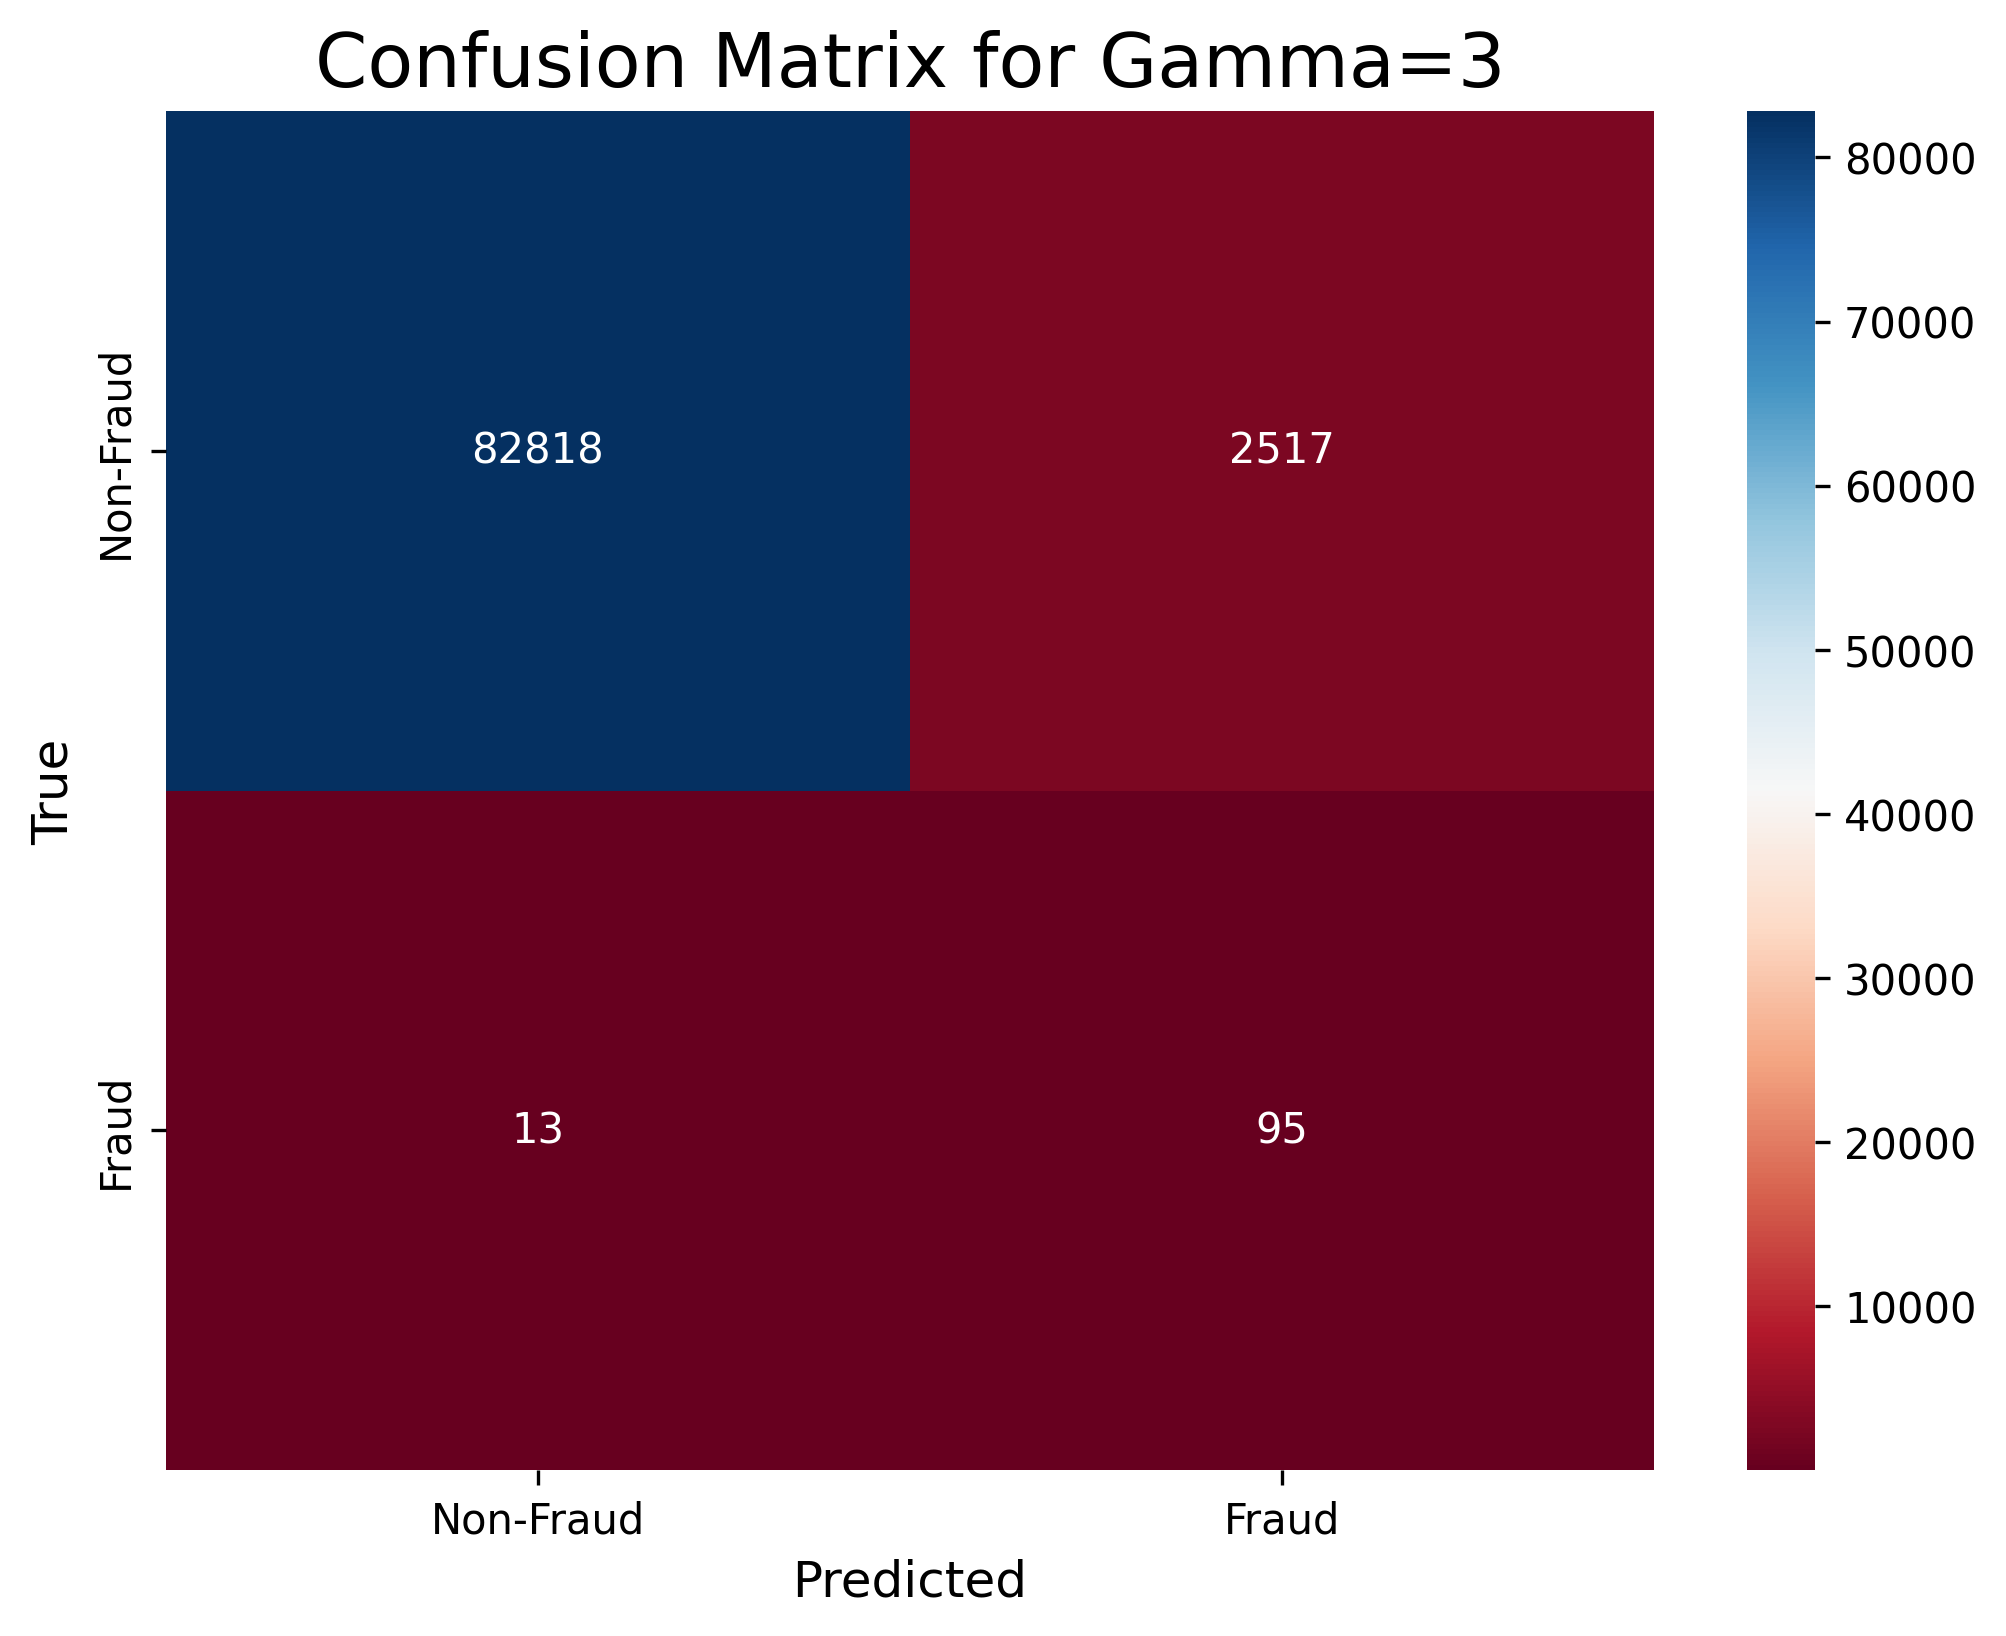 Confusion Matrix for Gamma=3
True
Non-Fraud
Fraud
82818
2517
13
95
Non-Fraud
Fraud
Predicted
80000
70000
60000
50000
40000
30000
20000
10000